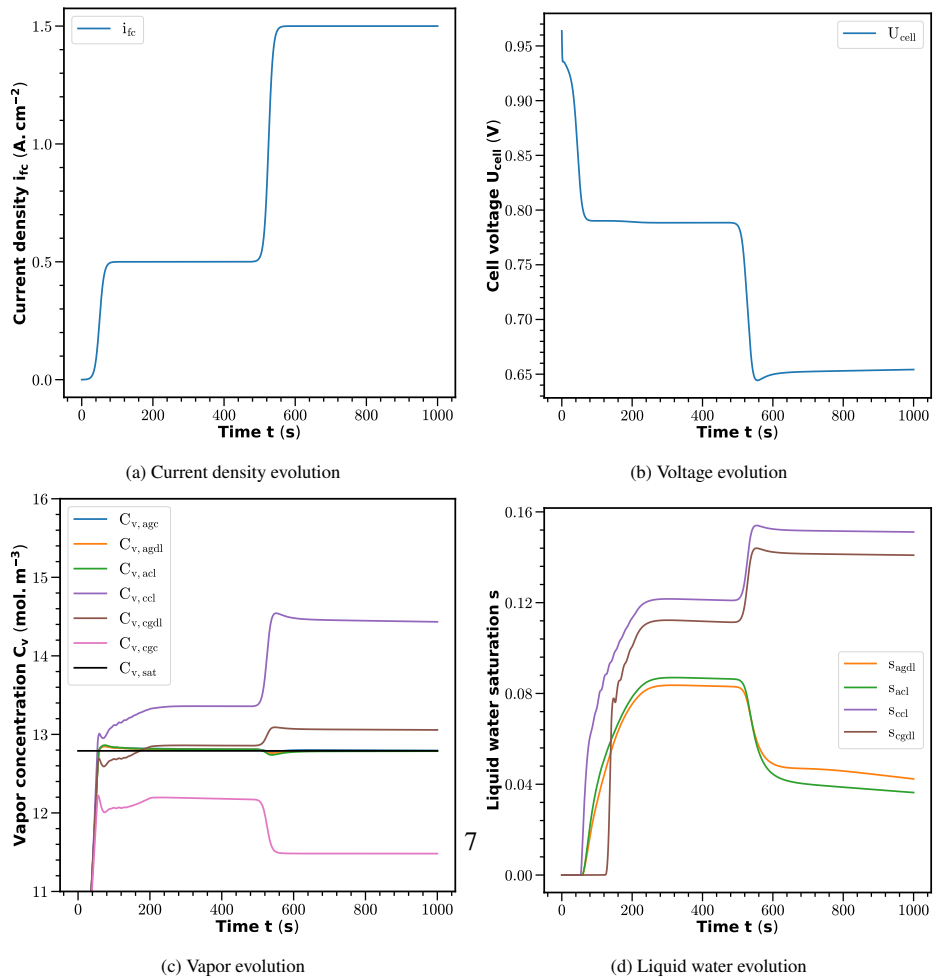 1.5
1.0
0.5
0.0
Current density i_fc (A.cm⁻²)
i_fc
0 200 400 600 800 1000
Time t (s)
(a) Current density evolution
0.95
0.90
0.85
0.80
0.75
0.70
0.65
Cell voltage U_cell (V)
U_cell
0 200 400 600 800 1000
Time t (s)
(b) Voltage evolution
16
15
14
13
12
11
Vapor concentration C_v (mol.m⁻³)
C_v,agc
C_v,agdl
C_v,acl
C_v,ccl
C_v,cgdl
C_v,cgc
C_v,sat
0 200 400 600 800 1000
Time t (s)
(c) Vapor evolution
7
0.16
0.12
0.08
0.04
0.00
Liquid water saturation s
s_agdl
s_acl
s_ccl
s_cgdl
0 200 400 600 800 1000
Time t (s)
(d) Liquid water evolution